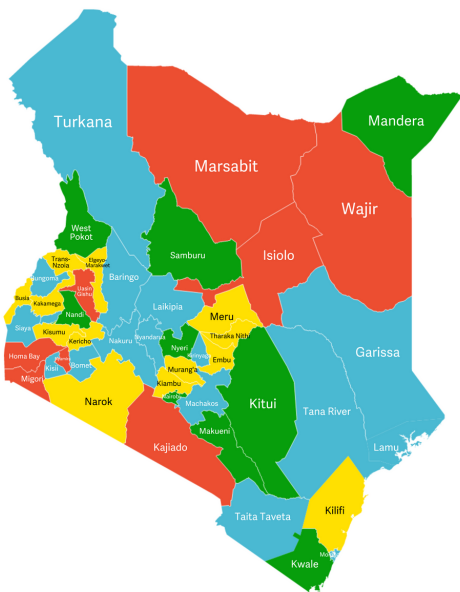 Turkana
Mandera
Marsabit
Wajir
West
Pokot
Samburu
Isiolo
Trans-
Nzoia
Elgeyo-
Marakwet
Bungoma
Baringo
Uasin
Gishu
Busia
Kakamega
Laikipia
Nandi
Meru
Siaya
Kisumu
Tharaka Nithi
Kericho
Nakuru
Nyandarua
Nyeri
Kirinyaga
Garissa
Homa Bay
Embu
Kisii
Bomet
Murang'a
Migori
Kiambu
Narok
Nairobi
Machakos
Kitui
Tana River
Makueni
Kajiado
Lamu
Kilifi
Taita Taveta
Kwale